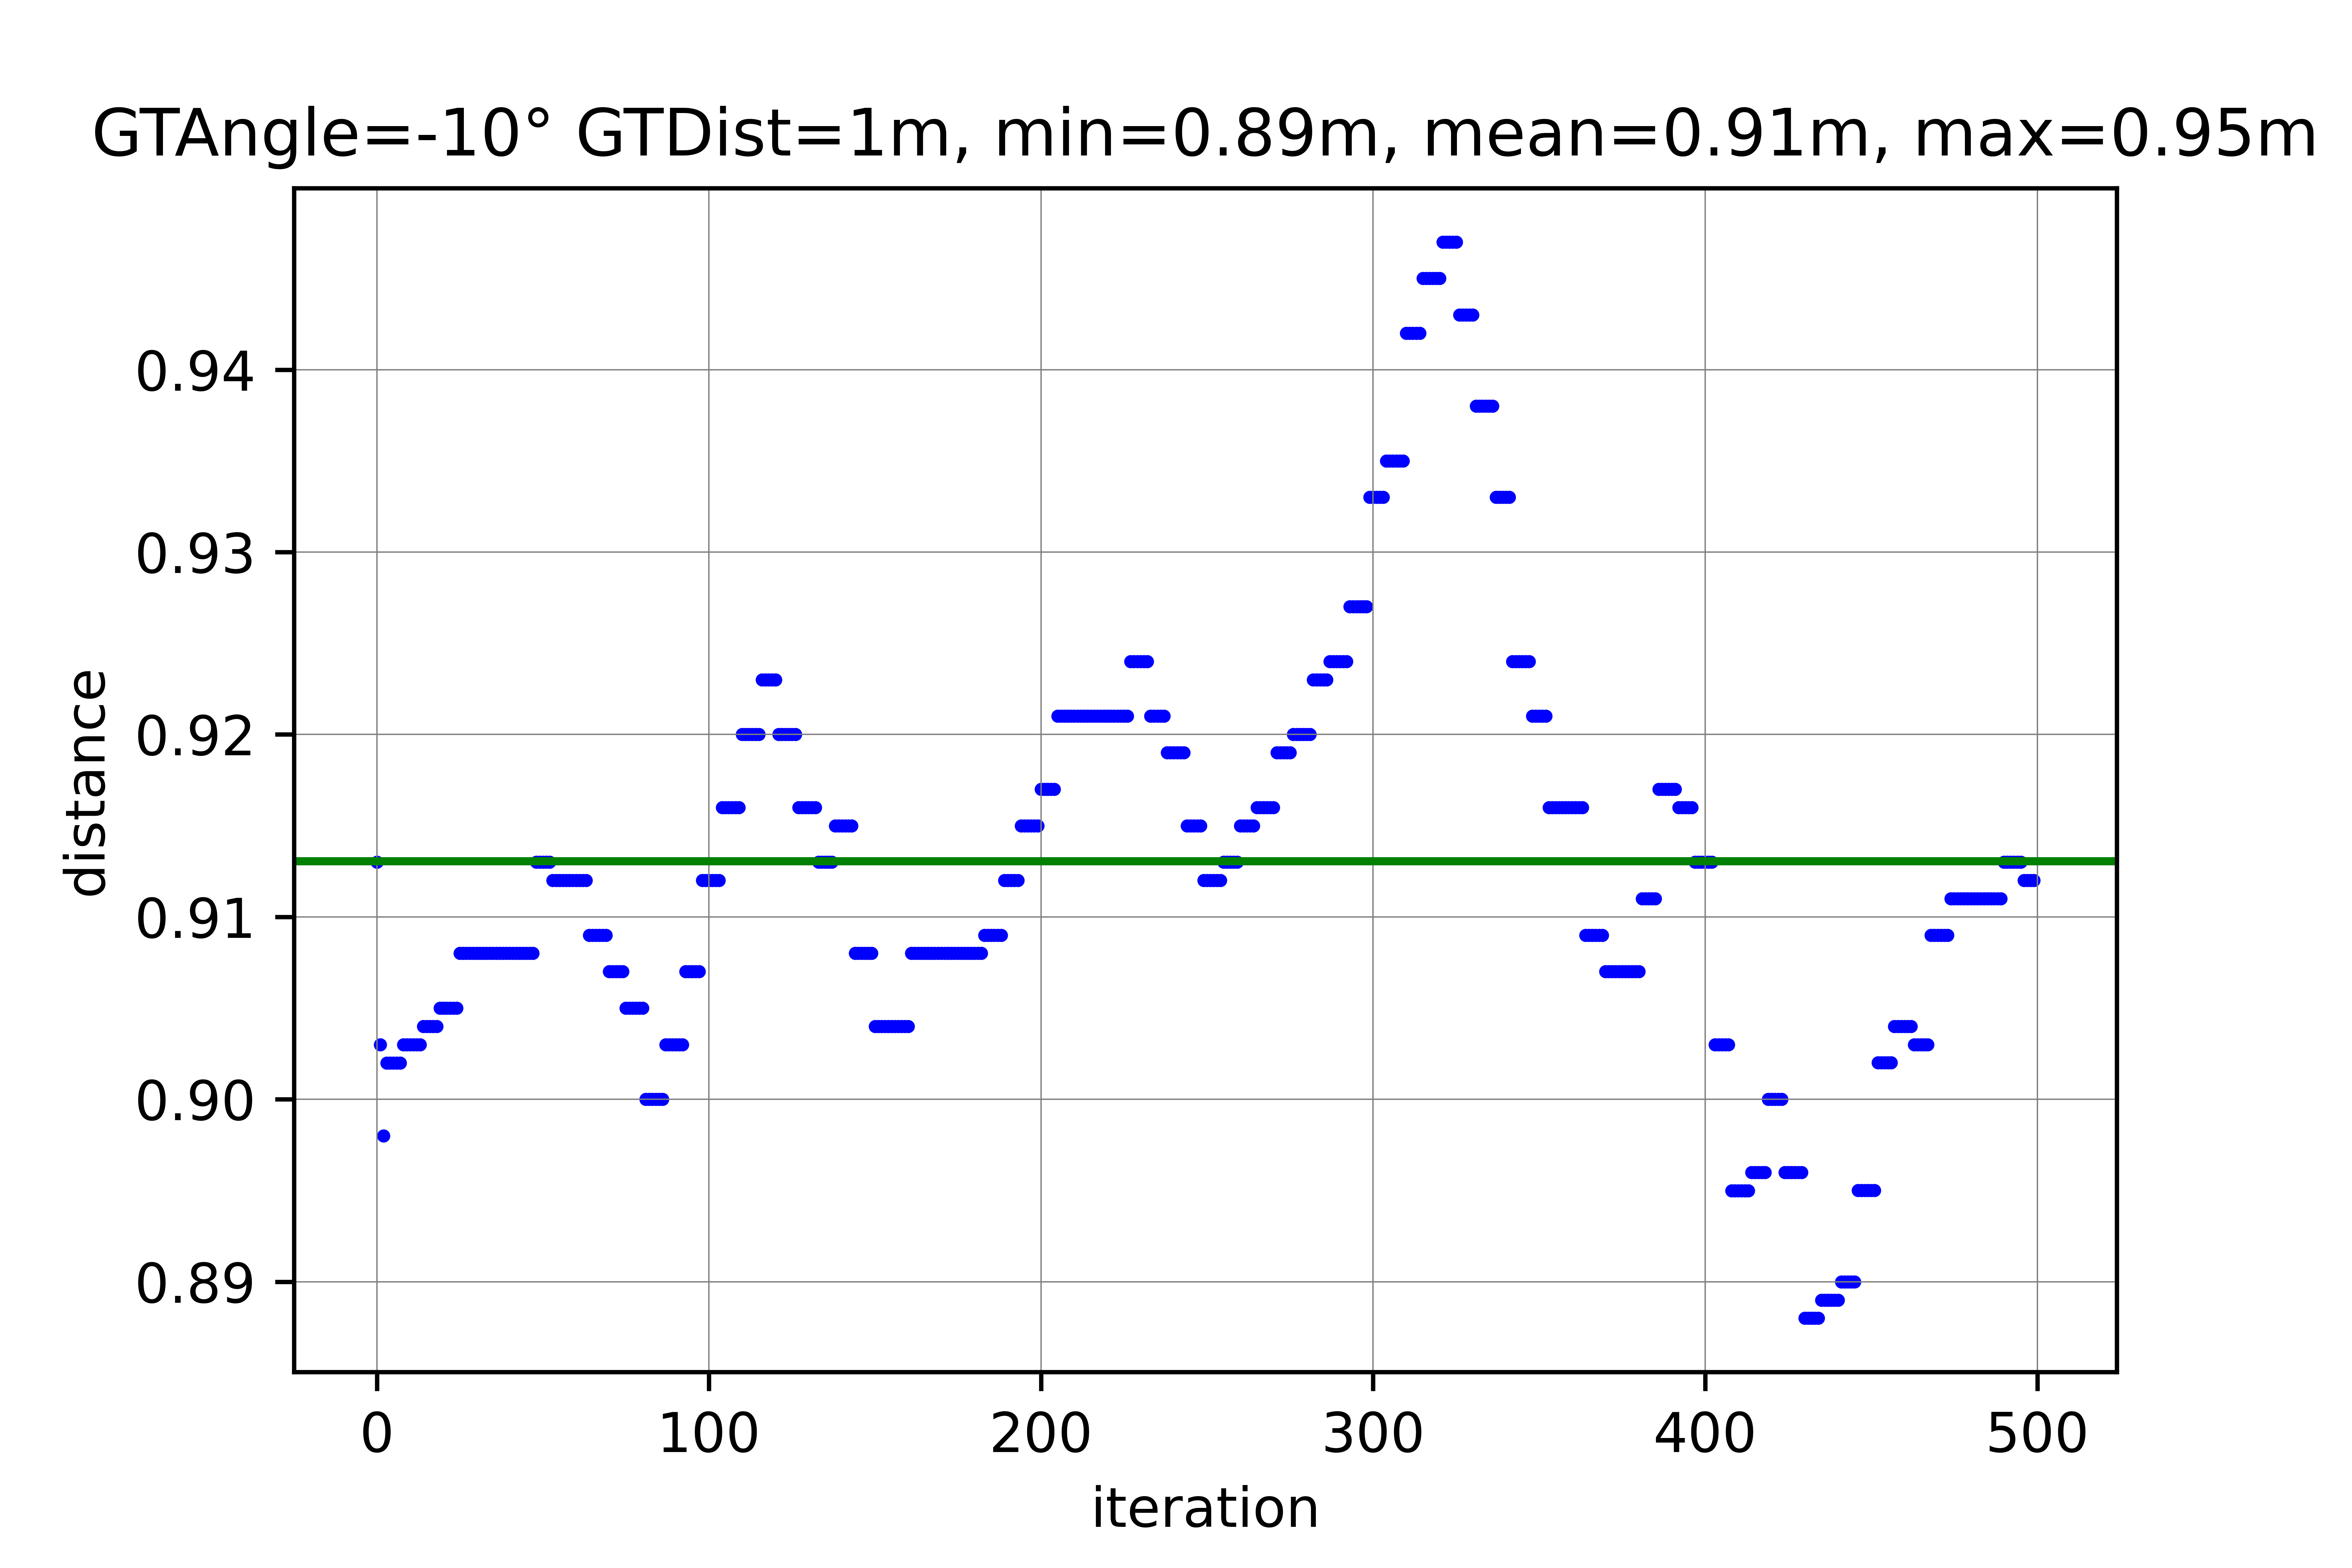 GTAngle=-10° GTDist=1m, min=0.89m, mean=0.91m, max=0.95m
0.94
0.93
0.92
0.91
0.90
0.89
distance
0 100 200 300 400 500
iteration